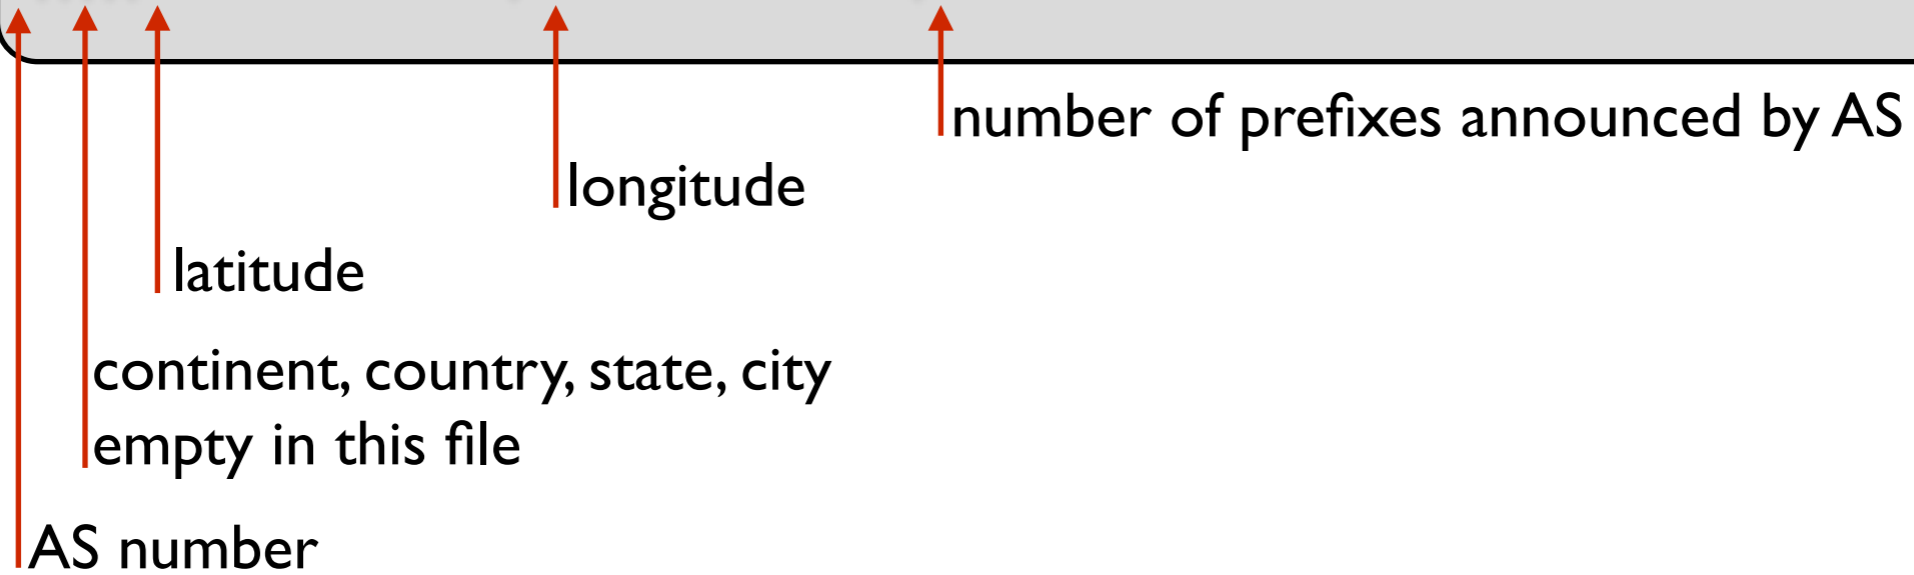 number of prefixes announced by AS
longitude
latitude
continent, country, state, city
empty in this file
AS number